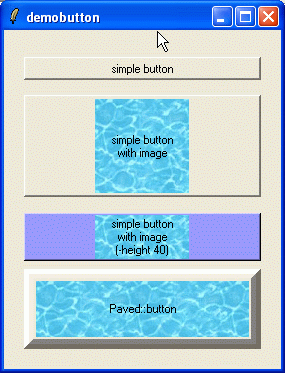 demobutton
simple button
simple button
with image
simple button
with image
(-height 40)
Paved::button